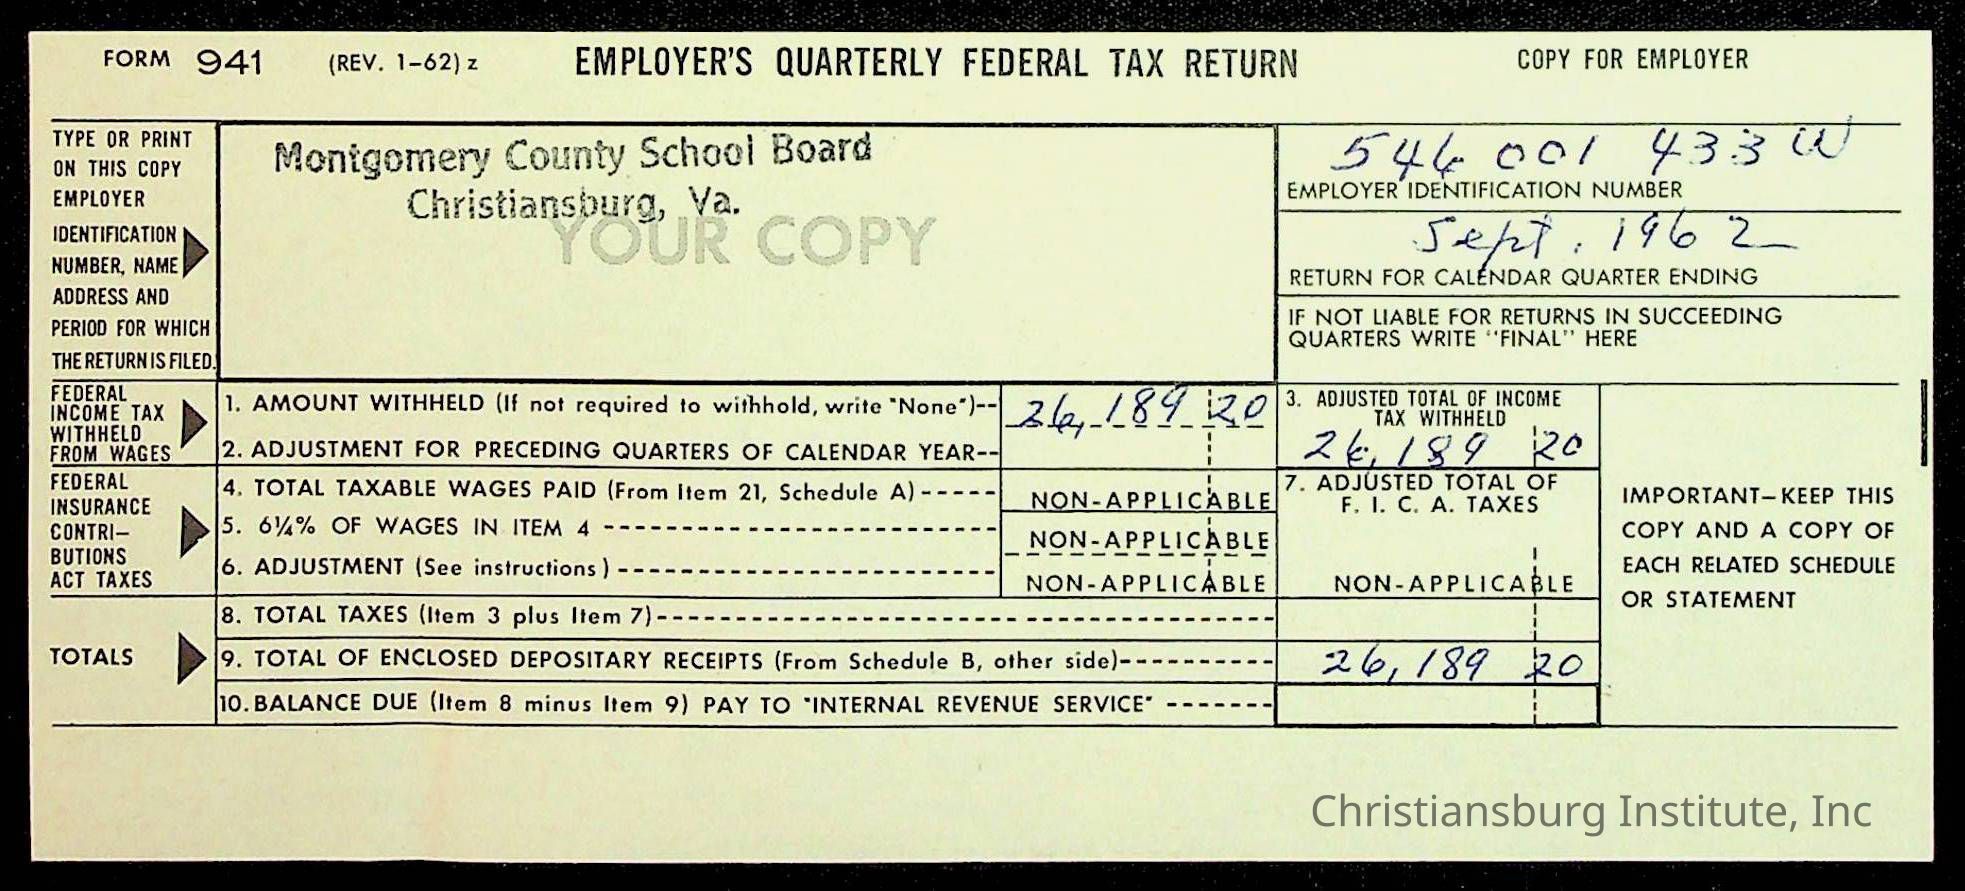 FORM 941 (REV. 1-62) z EMPLOYER'S QUARTERLY FEDERAL TAX RETURN COPY FOR EMPLOYER
TYPE OR PRINT
ON THIS COPY
EMPLOYER
IDENTIFICATION
NUMBER, NAME
ADDRESS AND
PERIOD FOR WHICH
THE RETURN IS FILED.
Montgomery County School Board
Christiansburg, Va.
YOUR COPY
546 001 433 W
EMPLOYER IDENTIFICATION NUMBER
Sept. 1962
RETURN FOR CALENDAR QUARTER ENDING
IF NOT LIABLE FOR RETURNS IN SUCCEEDING
QUARTERS WRITE "FINAL" HERE
FEDERAL
INCOME TAX
WITHHELD
FROM WAGES
1. AMOUNT WITHHELD (If not required to withhold, write "None")-- 26,189 20
2. ADJUSTMENT FOR PRECEDING QUARTERS OF CALENDAR YEAR--
3. ADJUSTED TOTAL OF INCOME
TAX WITHHELD
26,189 20
FEDERAL
INSURANCE
CONTRI-
BUTIONS
ACT TAXES
4. TOTAL TAXABLE WAGES PAID (From Item 21, Schedule A)----- NON-APPLICABLE
5. 6¼% OF WAGES IN ITEM 4 ------------------------ NON-APPLICABLE
6. ADJUSTMENT (See instructions)----------------------- NON-APPLICABLE
7. ADJUSTED TOTAL OF
F. I. C. A. TAXES
NON-APPLICABLE
IMPORTANT—KEEP THIS
COPY AND A COPY OF
EACH RELATED SCHEDULE
OR STATEMENT
TOTALS
8. TOTAL TAXES (Item 3 plus Item 7)---------------------------------------
9. TOTAL OF ENCLOSED DEPOSITARY RECEIPTS (From Schedule B, other side)---------- 26,189 20
10. BALANCE DUE (Item 8 minus Item 9) PAY TO "INTERNAL REVENUE SERVICE" -------
Christiansburg Institute, Inc